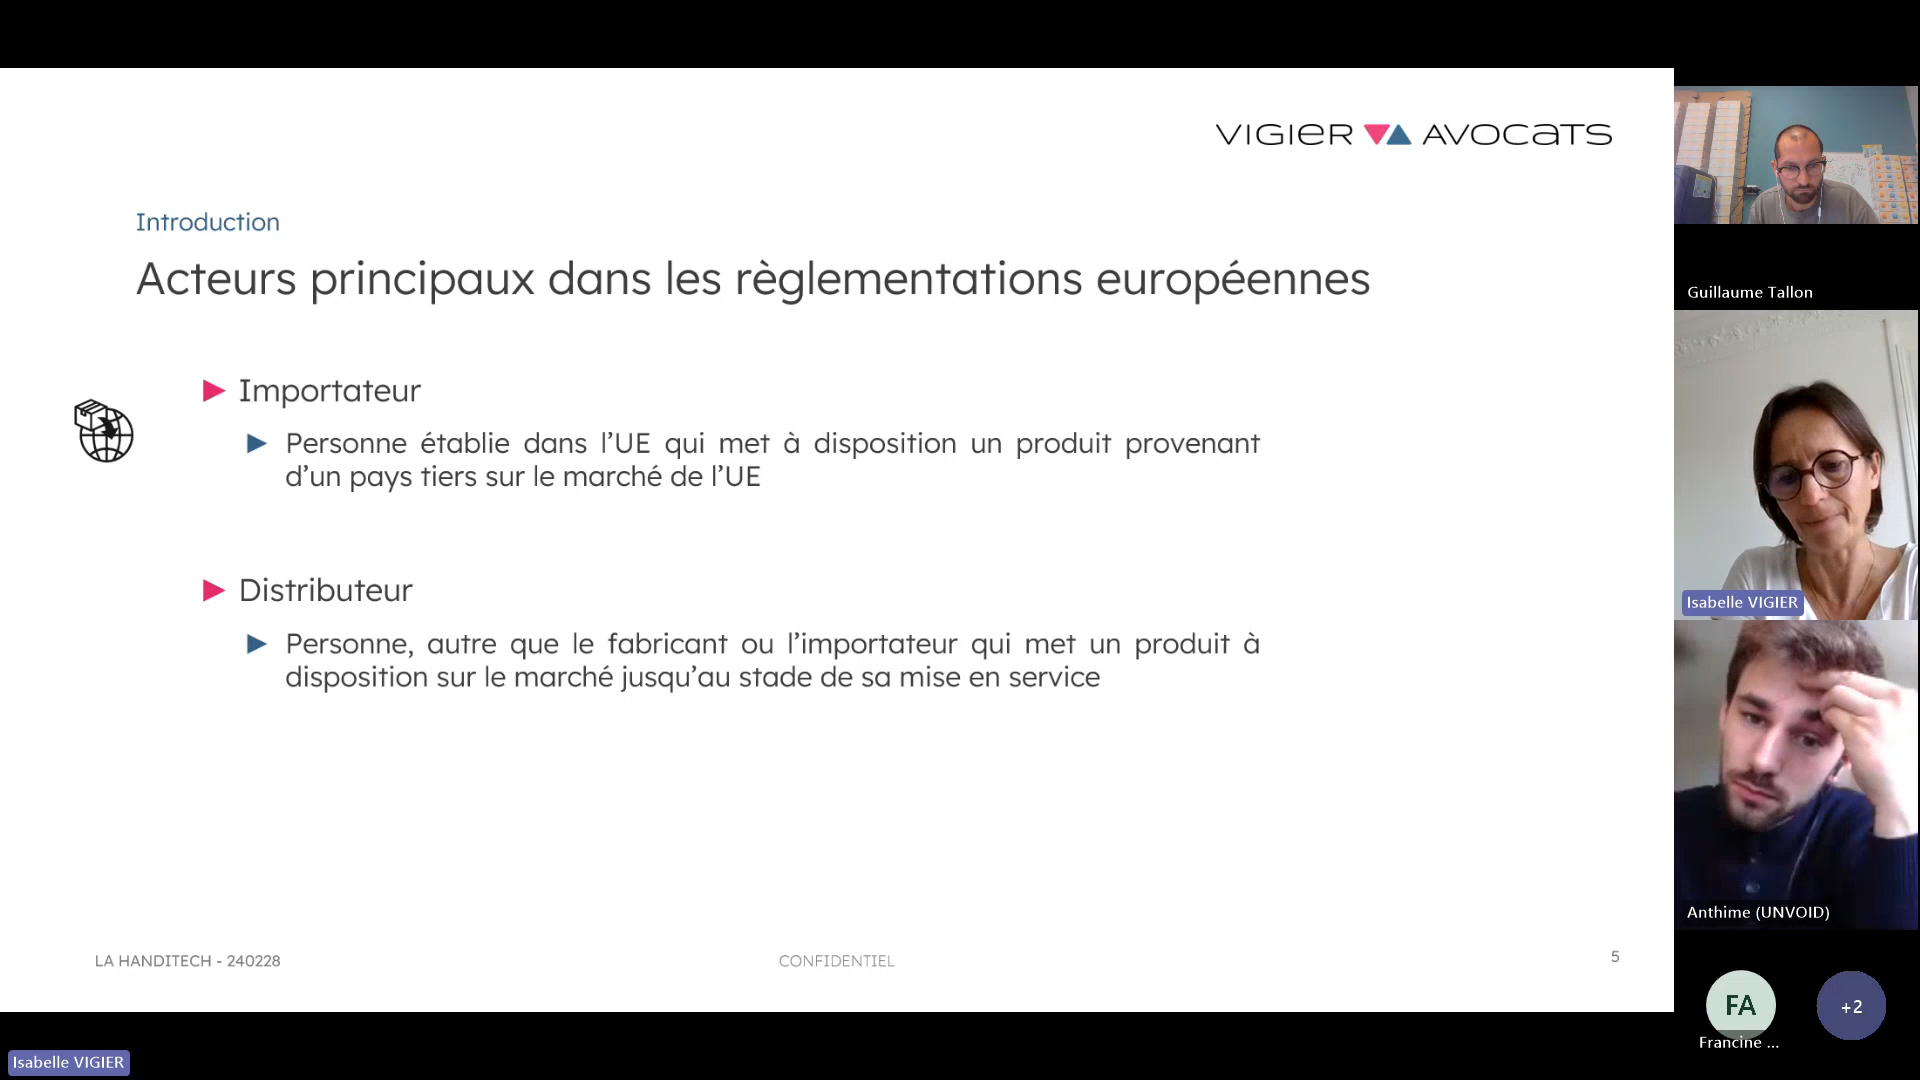 VIGIER AVOCATS
Introduction
Acteurs principaux dans les règlementations européennes
► Importateur
► Personne établie dans l’UE qui met à disposition un produit provenant
d’un pays tiers sur le marché de l’UE
► Distributeur
► Personne, autre que le fabricant ou l’importateur qui met un produit à
disposition sur le marché jusqu’au stade de sa mise en service
LA HANDITECH - 240228
CONFIDENTIEL
5
Guillaume Tallon
Isabelle VIGIER
Anthime (UNVOID)
FA
+2
Francine ...
Isabelle VIGIER